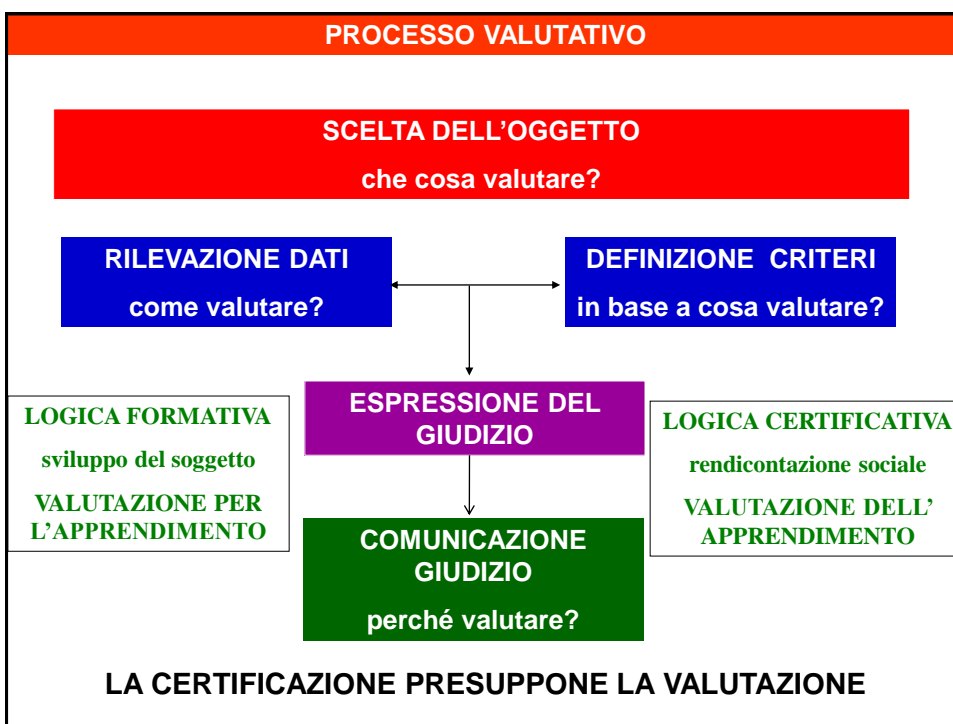 PROCESSO VALUTATIVO
SCELTA DELL’OGGETTO
che cosa valutare?
RILEVAZIONE DATI
come valutare?
DEFINIZIONE CRITERI
in base a cosa valutare?
LOGICA FORMATIVA
sviluppo del soggetto
VALUTAZIONE PER
L’APPRENDIMENTO
ESPRESSIONE DEL
GIUDIZIO
LOGICA CERTIFICATIVA
rendicontazione sociale
VALUTAZIONE DELL’
APPRENDIMENTO
COMUNICAZIONE
GIUDIZIO
perché valutare?
LA CERTIFICAZIONE PRESUPPONE LA VALUTAZIONE